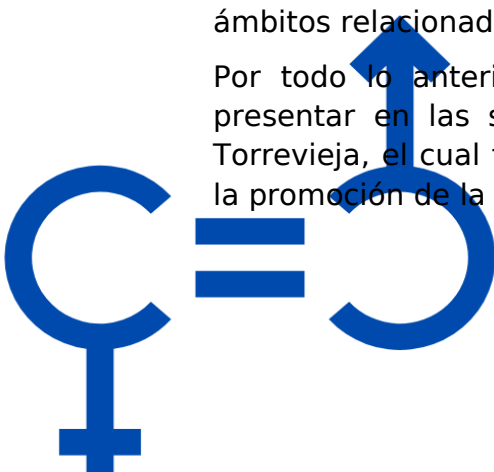 ámbitos relacionad
Por todo lo anteri
presentar en las s
Torrevieja, el cual t
la promoción de la